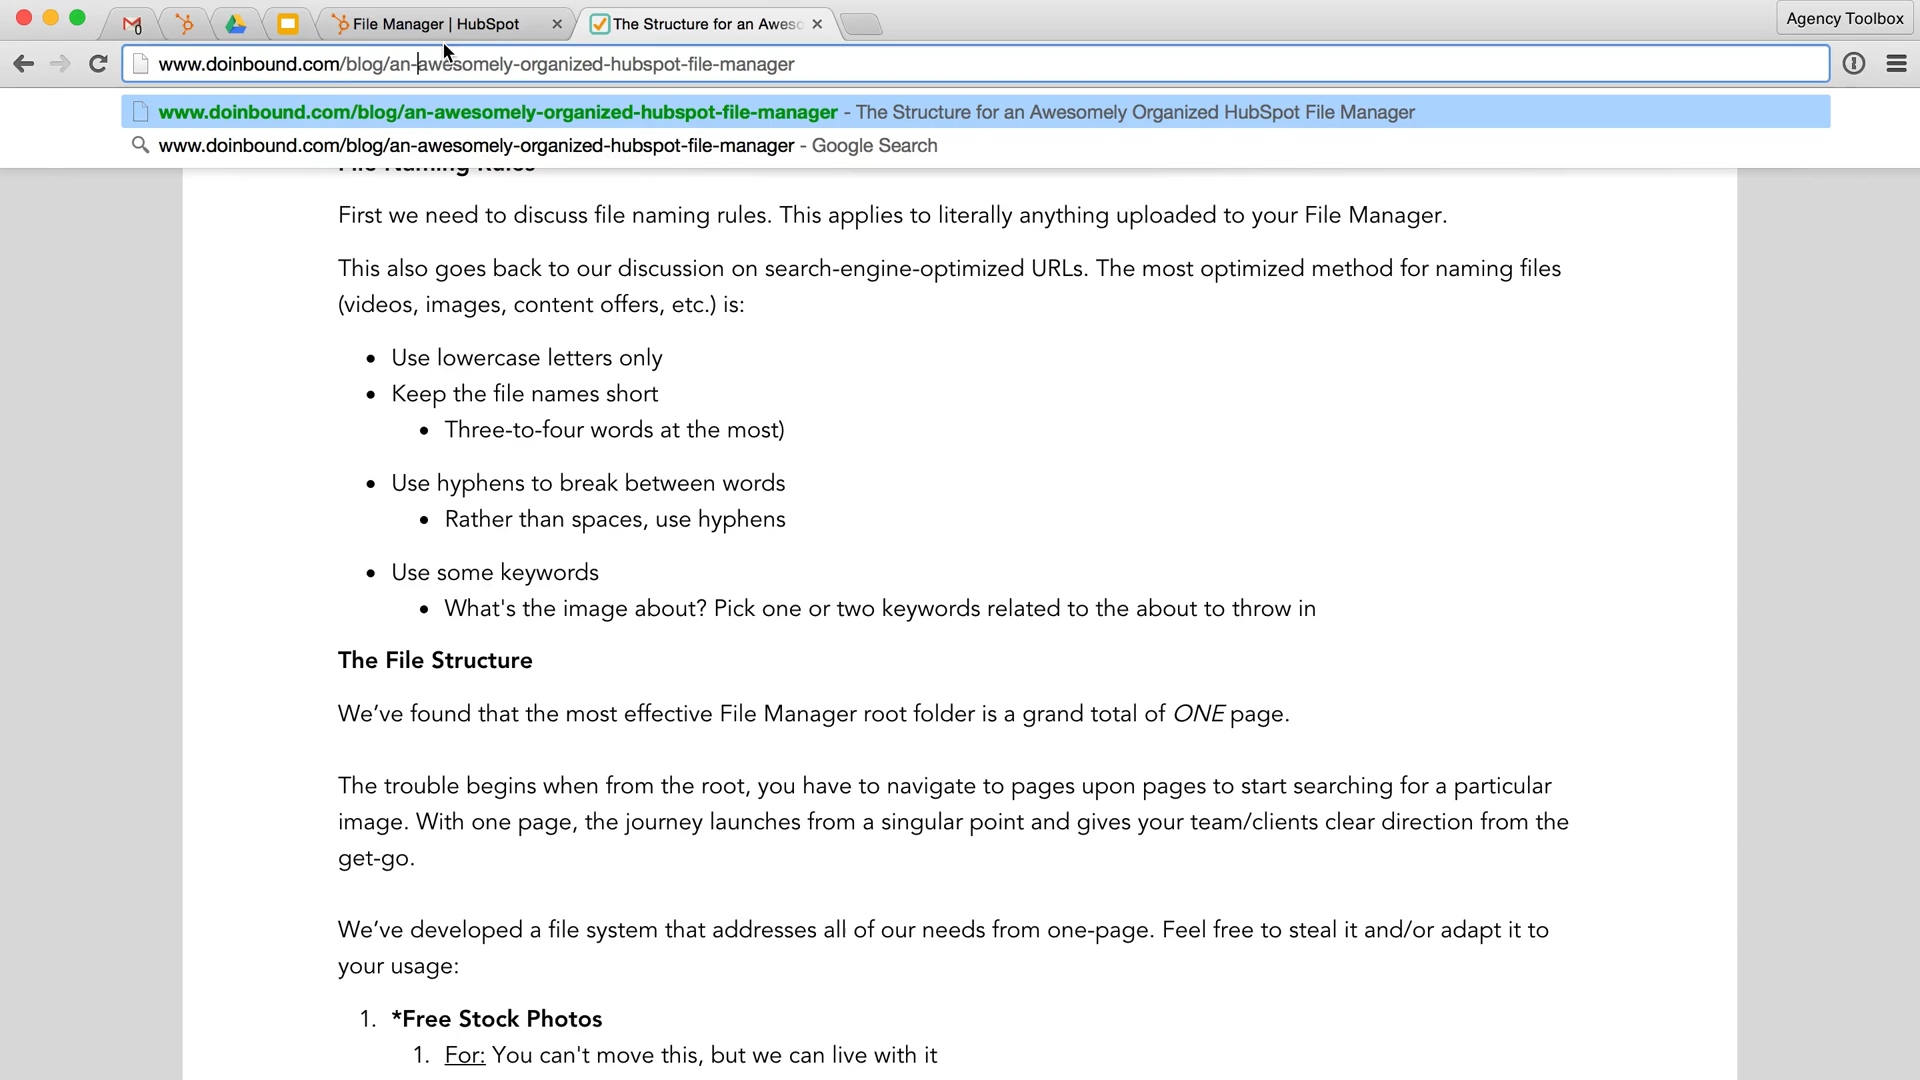 File Manager | HubSpot
The Structure for an Aweso
Agency Toolbox
www.doinbound.com/blog/an-awesomely-organized-hubspot-file-manager
www.doinbound.com/blog/an-awesomely-organized-hubspot-file-manager - The Structure for an Awesomely Organized HubSpot File Manager
www.doinbound.com/blog/an-awesomely-organized-hubspot-file-manager - Google Search
File Naming Rules
First we need to discuss file naming rules. This applies to literally anything uploaded to your File Manager.
This also goes back to our discussion on search-engine-optimized URLs. The most optimized method for naming files
(videos, images, content offers, etc.) is:
• Use lowercase letters only
• Keep the file names short
• Three-to-four words at the most)
• Use hyphens to break between words
• Rather than spaces, use hyphens
• Use some keywords
• What's the image about? Pick one or two keywords related to the about to throw in
The File Structure
We've found that the most effective File Manager root folder is a grand total of ONE page.
The trouble begins when from the root, you have to navigate to pages upon pages to start searching for a particular
image. With one page, the journey launches from a singular point and gives your team/clients clear direction from the
get-go.
We've developed a file system that addresses all of our needs from one-page. Feel free to steal it and/or adapt it to
your usage:
1. *Free Stock Photos
1. For: You can't move this, but we can live with it